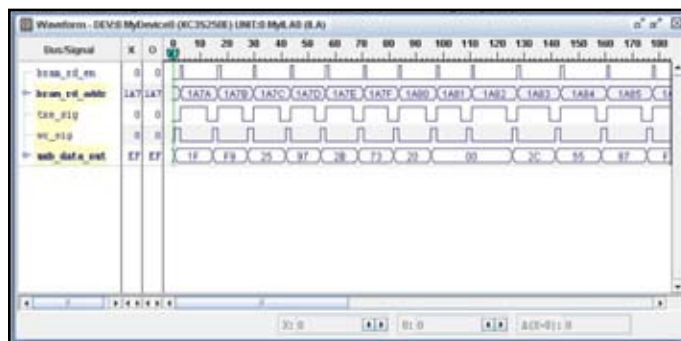 Waveform - DEV:0 MyDevice0 (XC3S250E) UNIT:0 MyILA0 (ILA)
Bus/Signal X O 0 10 20 30 40 50 60 70 80 90 100 110 120 130 140 150 160 170 180
bram_rd_en 0 0
bram_rd_addr 1A7 1A7 1A7A 1A7B 1A7C 1A7D 1A7E 1A7F 1A80 1A81 1A82 1A83 1A84 1A85
txe_sig 0 0
wr_sig 0 0
usb_data_out EF EF 1F F9 25 97 2B 73 20 00 2C 55 87 F
X: 0 O: 0 Δ(X-O): 0